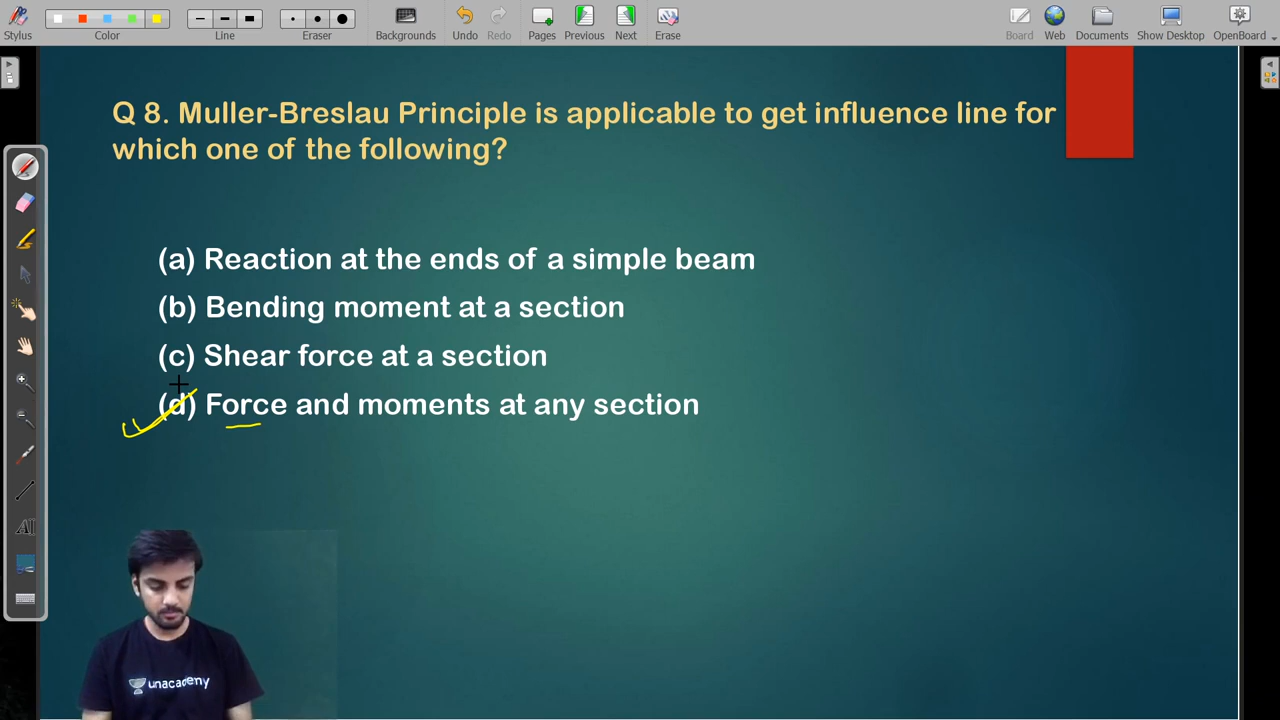 Stylus
Color
Line
Eraser
Backgrounds
Undo
Redo
Pages
Previous
Next
Erase
Board
Web
Documents
Show Desktop
OpenBoard
Q 8. Muller-Breslau Principle is applicable to get influence line for
which one of the following?
(a) Reaction at the ends of a simple beam
(b) Bending moment at a section
(c) Shear force at a section
(d) Force and moments at any section
AI
unacademy